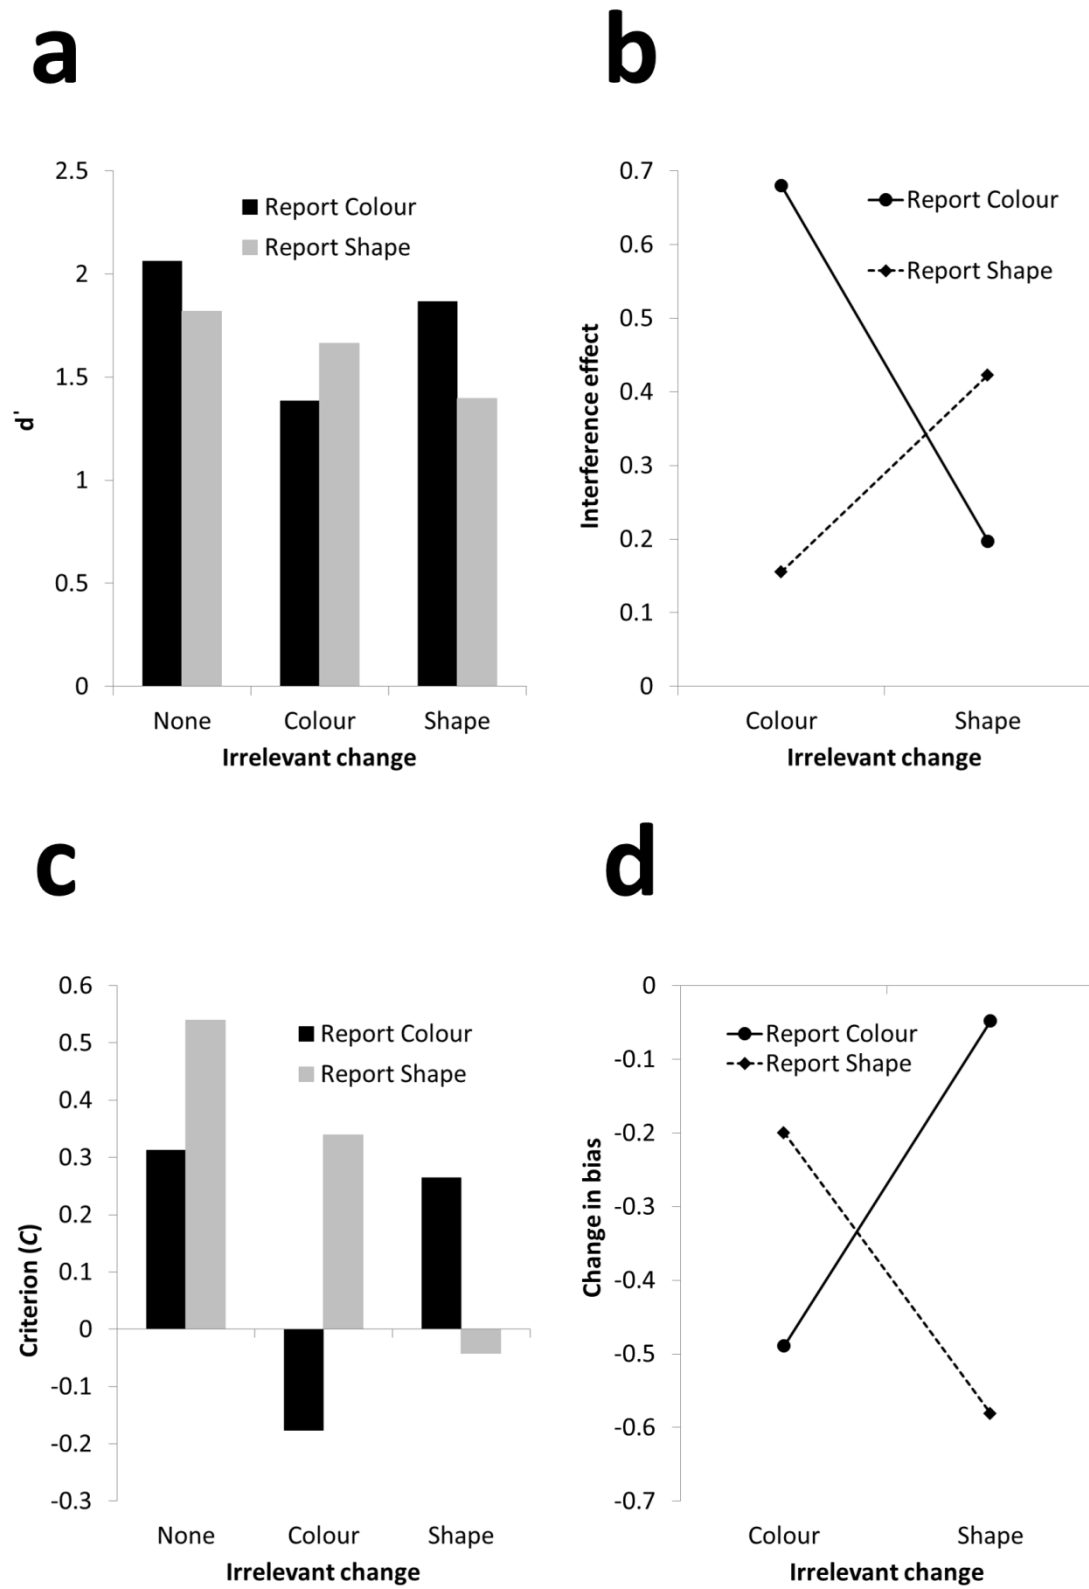 a
2.5
2
1.5
1
0.5
0
d'
Report Colour
Report Shape
None Colour Shape
Irrelevant change
b
0.7
0.6
0.5
0.4
0.3
0.2
0.1
0
Interference effect
Report Colour
Report Shape
Colour Shape
Irrelevant change
c
0.6
0.5
0.4
0.3
0.2
0.1
0
-0.1
-0.2
-0.3
Criterion (C)
Report Colour
Report Shape
None Colour Shape
Irrelevant change
d
0
-0.1
-0.2
-0.3
-0.4
-0.5
-0.6
-0.7
Change in bias
Report Colour
Report Shape
Colour Shape
Irrelevant change